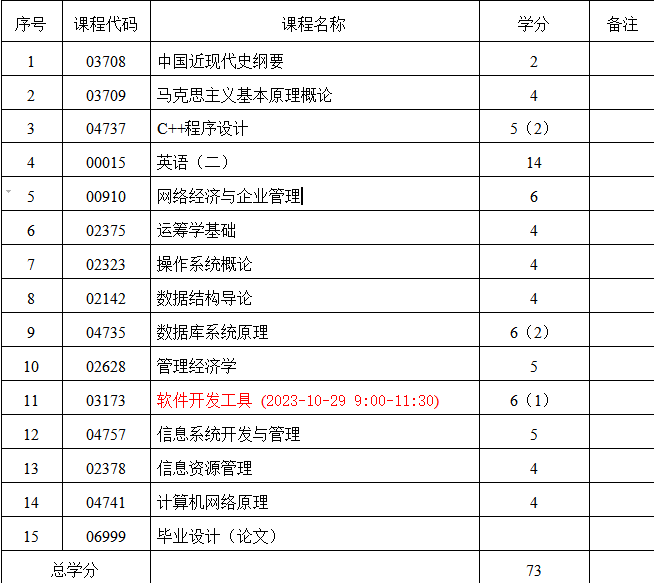 序号 课程代码 课程名称 学分 备注
1 03708 中国近现代史纲要 2
2 03709 马克思主义基本原理概论 4
3 04737 C++程序设计 5（2）
4 00015 英语（二） 14
5 00910 网络经济与企业管理 6
6 02375 运筹学基础 4
7 02323 操作系统概论 4
8 02142 数据结构导论 4
9 04735 数据库系统原理 6（2）
10 02628 管理经济学 5
11 03173 软件开发工具 (2023-10-29 9:00-11:30) 6（1）
12 04757 信息系统开发与管理 5
13 02378 信息资源管理 4
14 04741 计算机网络原理 4
15 06999 毕业设计（论文）
总学分 73